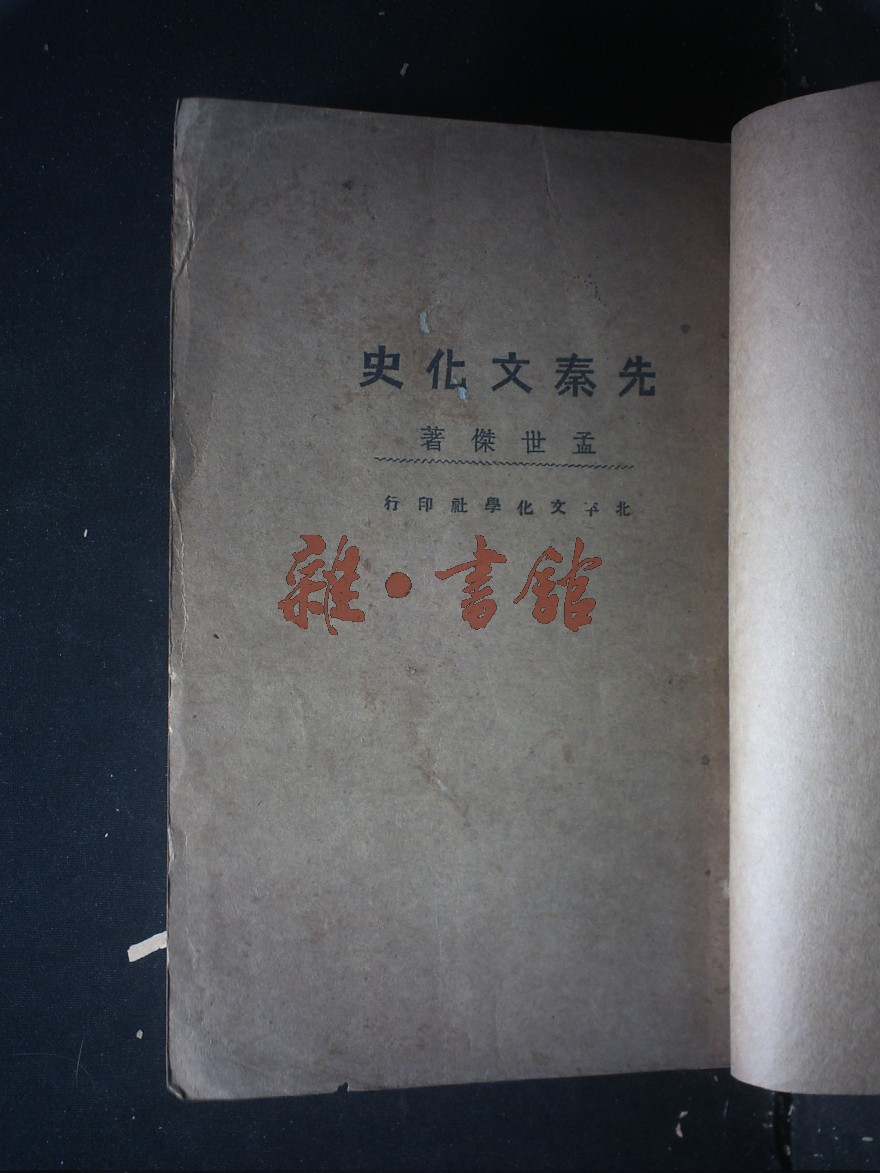 先秦文化史
孟世傑著
北平文化學社印行
雜·書館